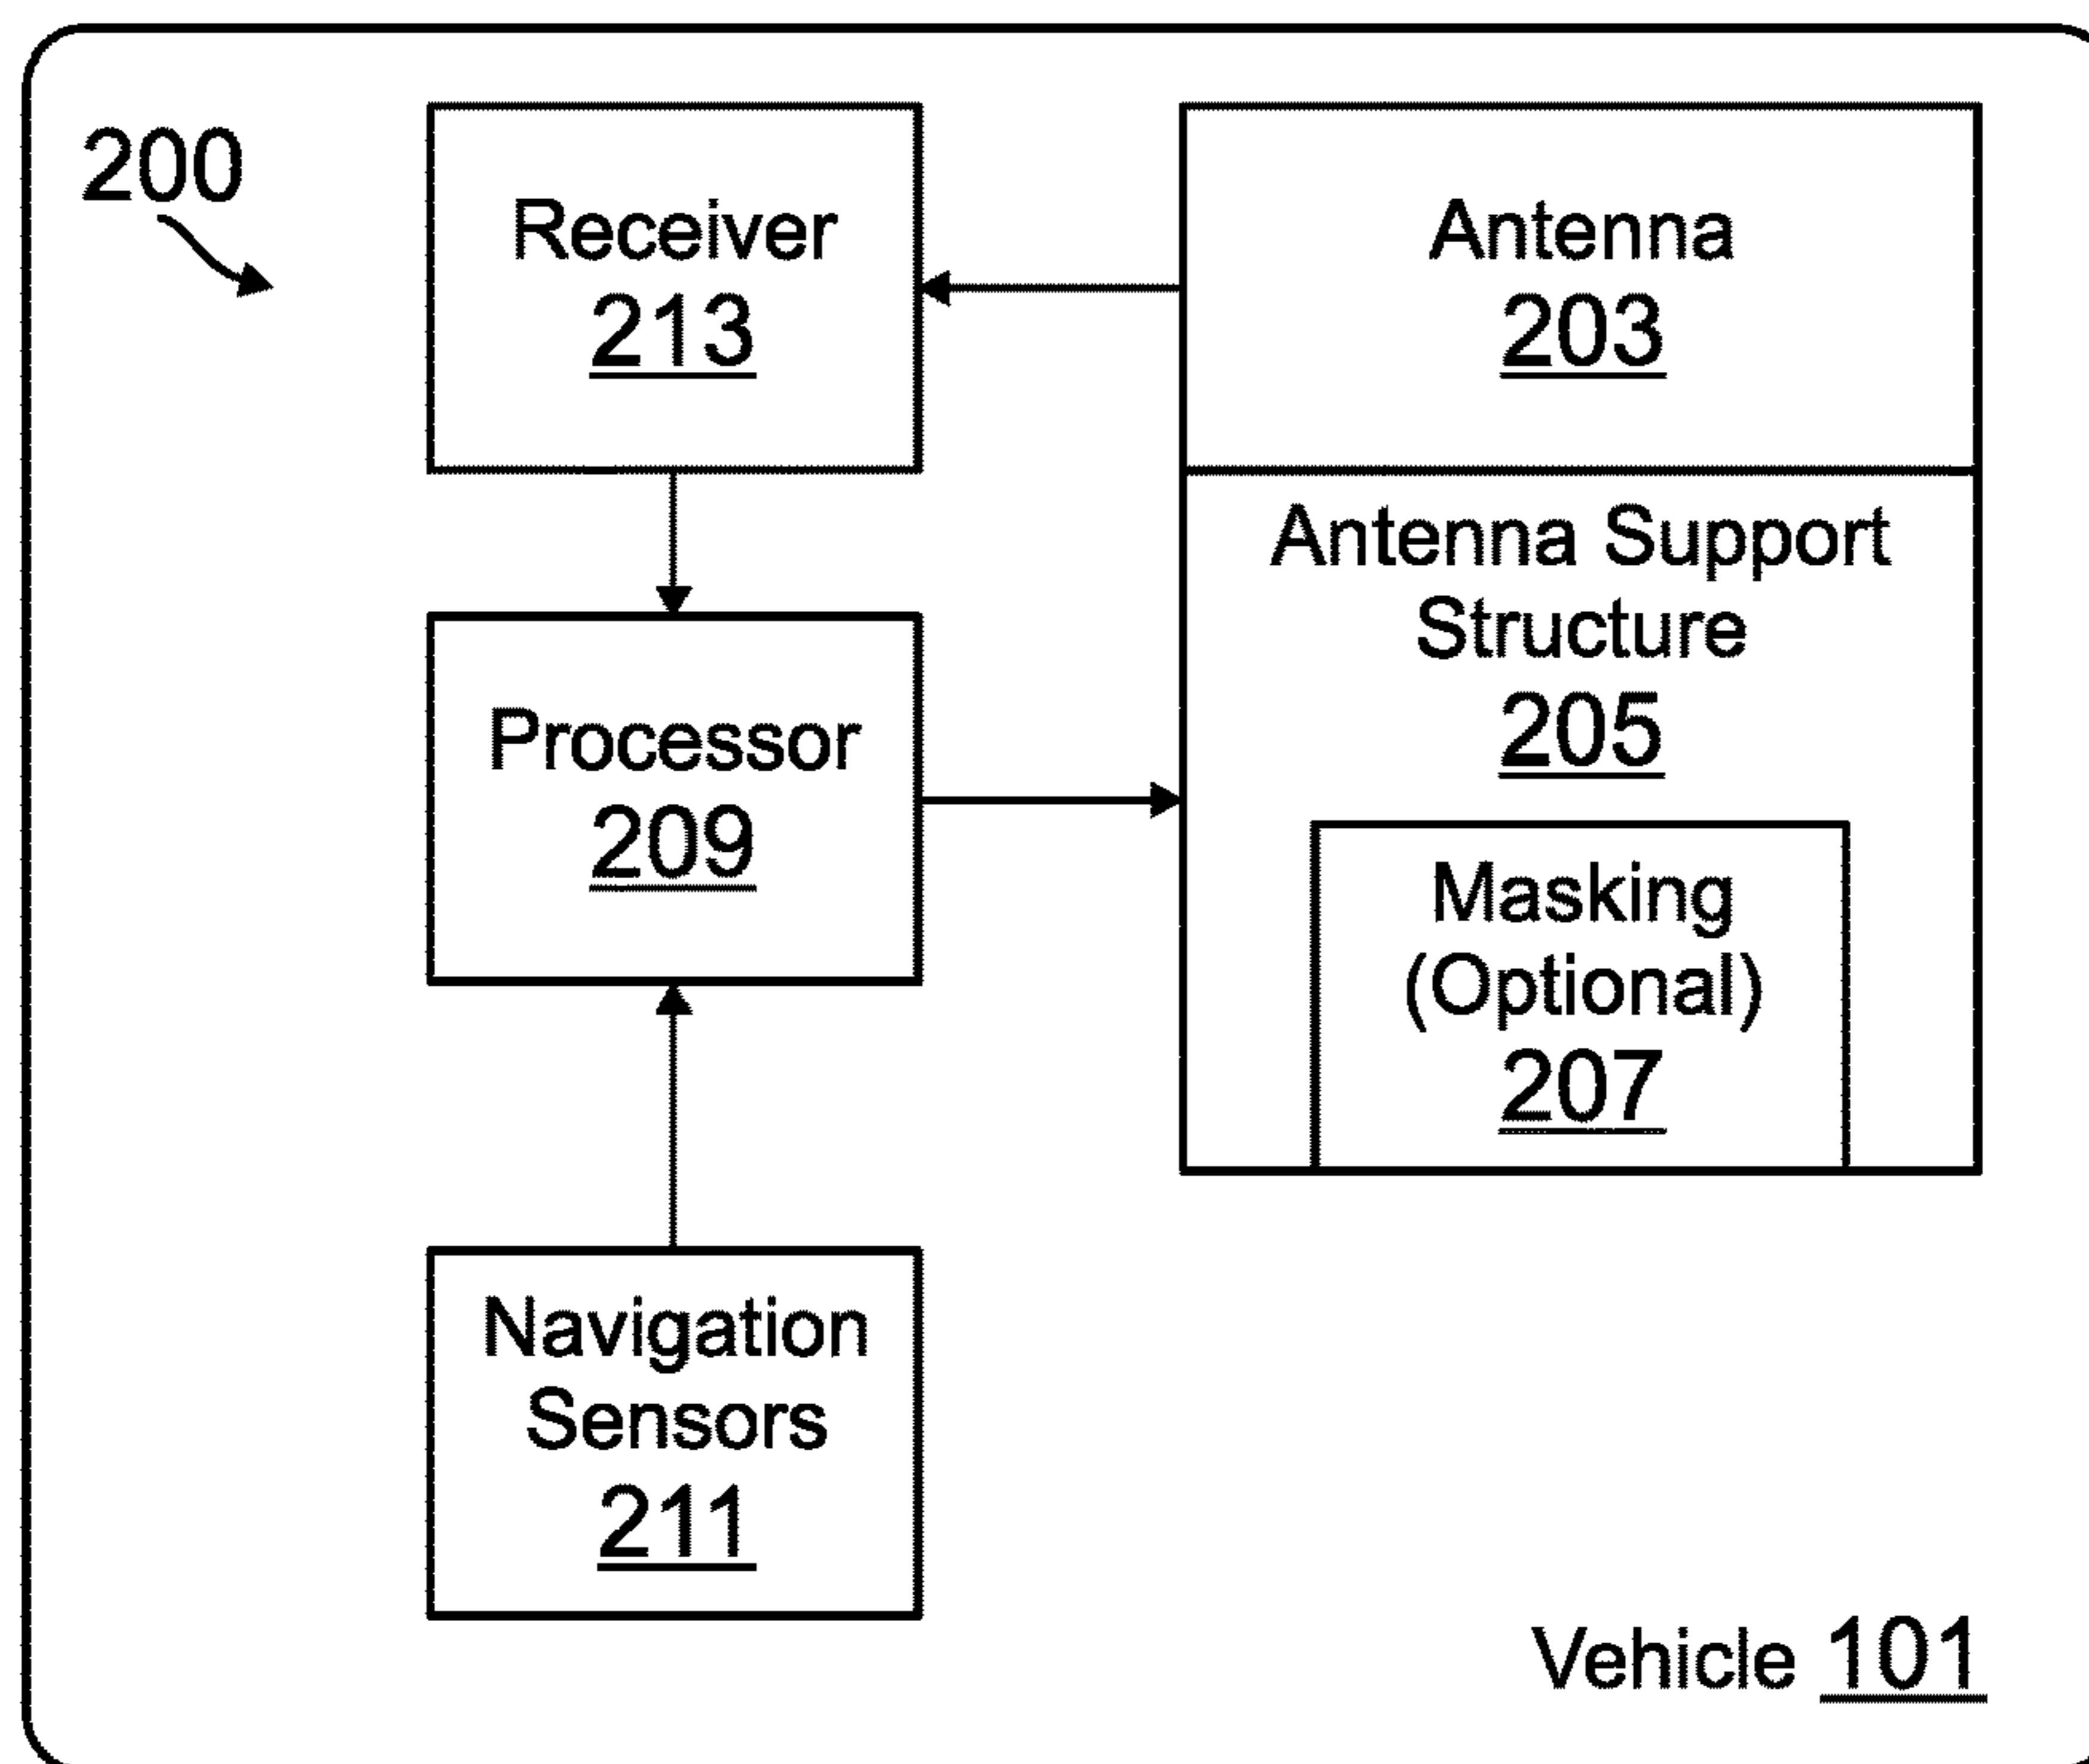 200
Receiver
213
Antenna
203
Antenna Support
Structure
205
Processor
209
Masking
(Optional)
207
Navigation
Sensors
211
Vehicle 101